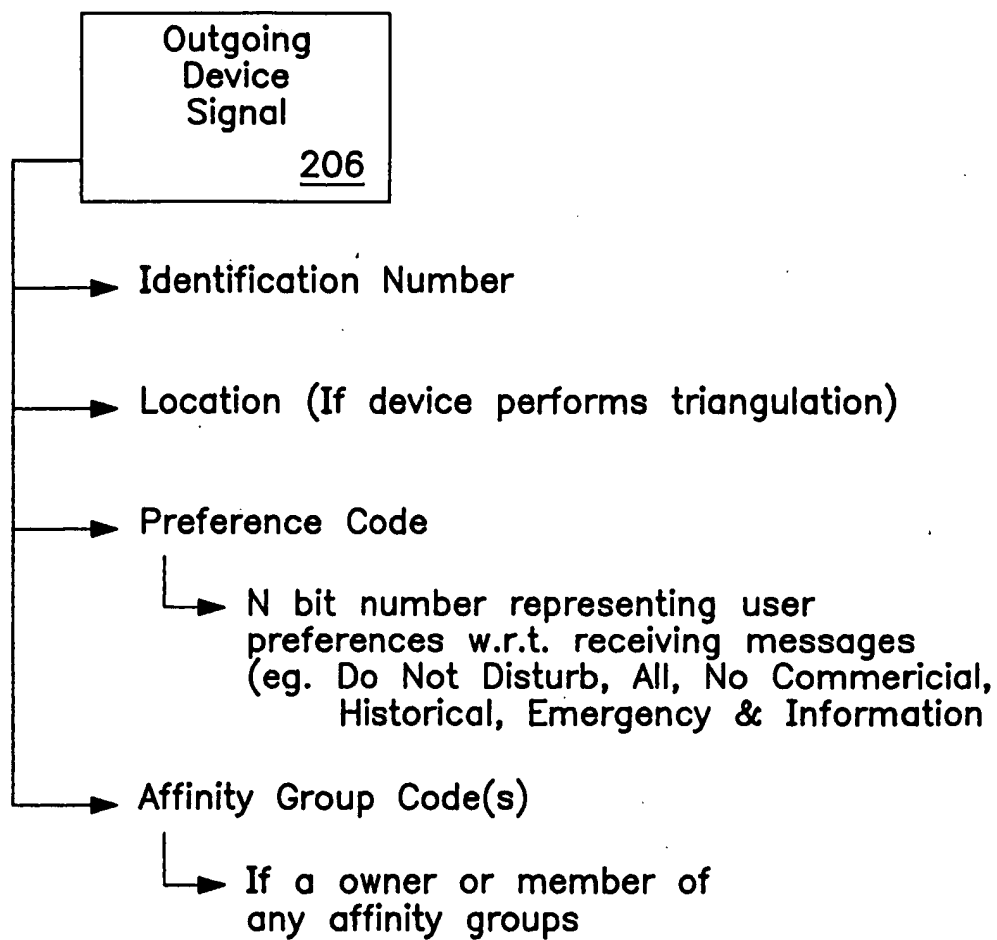 Outgoing
Device
Signal
206
Identification Number
Location (If device performs triangulation)
Preference Code
N bit number representing user
preferences w.r.t. receiving messages
(eg. Do Not Disturb, All, No Commericial,
Historical, Emergency & Information
Affinity Group Code(s)
If a owner or member of
any affinity groups